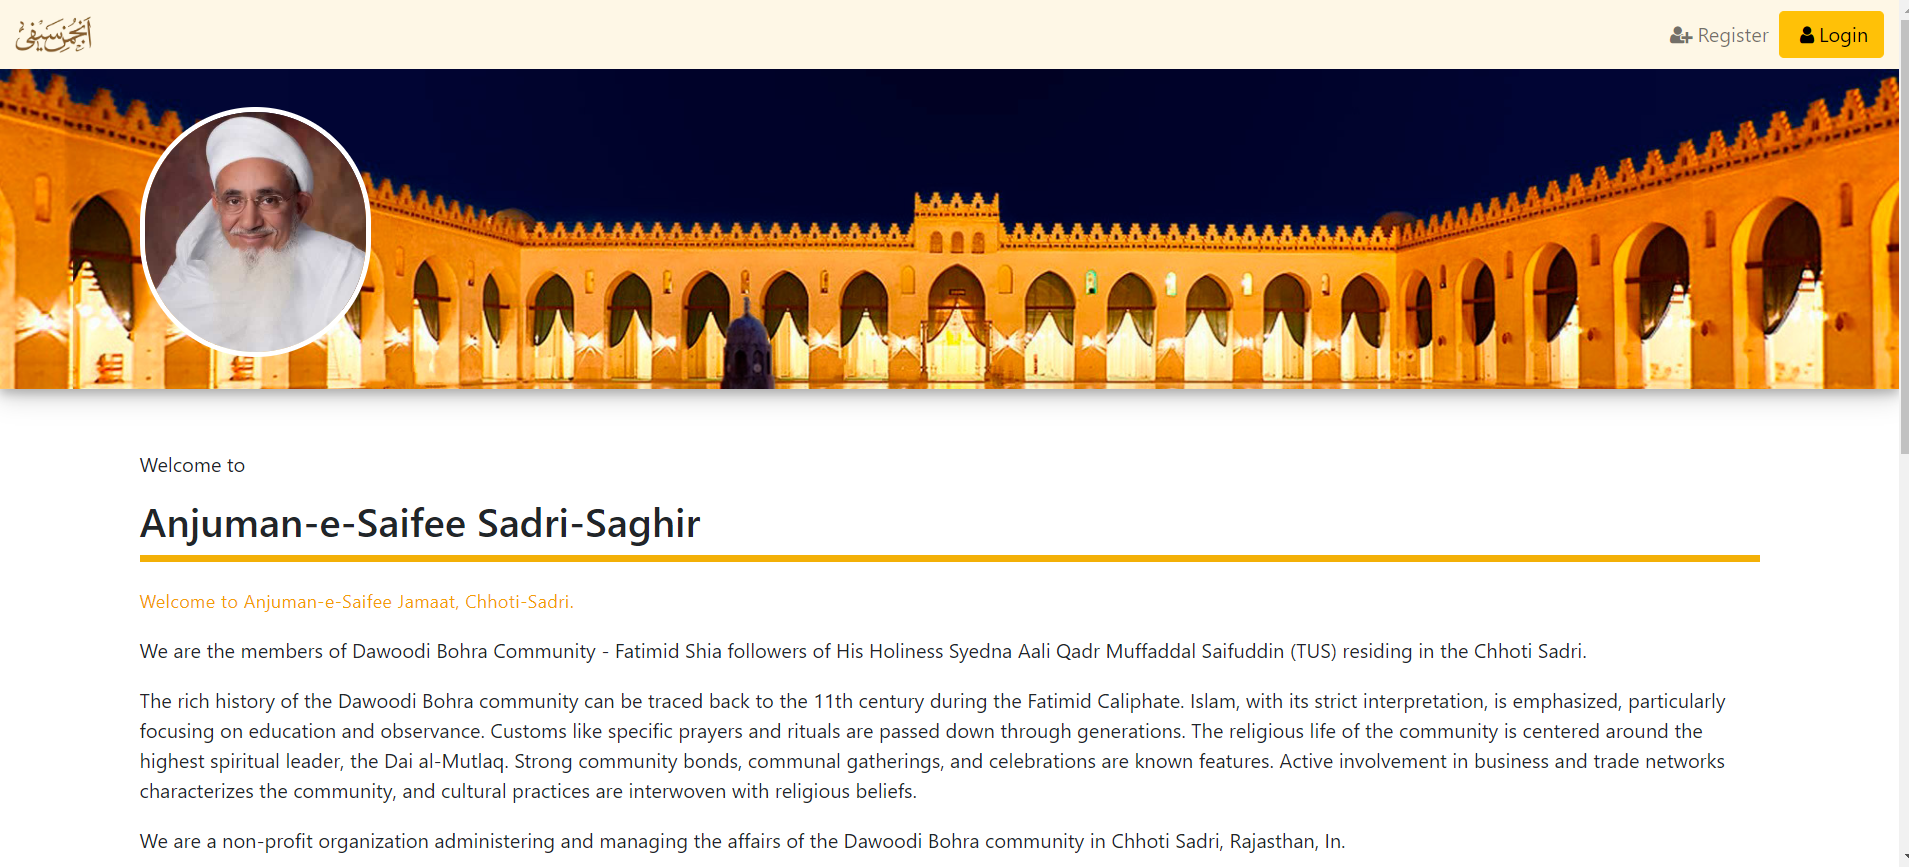 انجمن سيفي
Register
Login
Welcome to
Anjuman-e-Saifee Sadri-Saghir
Welcome to Anjuman-e-Saifee Jamaat, Chhoti-Sadri.
We are the members of Dawoodi Bohra Community - Fatimid Shia followers of His Holiness Syedna Aali Qadr Muffaddal Saifuddin (TUS) residing in the Chhoti Sadri.
The rich history of the Dawoodi Bohra community can be traced back to the 11th century during the Fatimid Caliphate. Islam, with its strict interpretation, is emphasized, particularly
focusing on education and observance. Customs like specific prayers and rituals are passed down through generations. The religious life of the community is centered around the
highest spiritual leader, the Dai al-Mutlaq. Strong community bonds, communal gatherings, and celebrations are known features. Active involvement in business and trade networks
characterizes the community, and cultural practices are interwoven with religious beliefs.
We are a non-profit organization administering and managing the affairs of the Dawoodi Bohra community in Chhoti Sadri, Rajasthan, In.